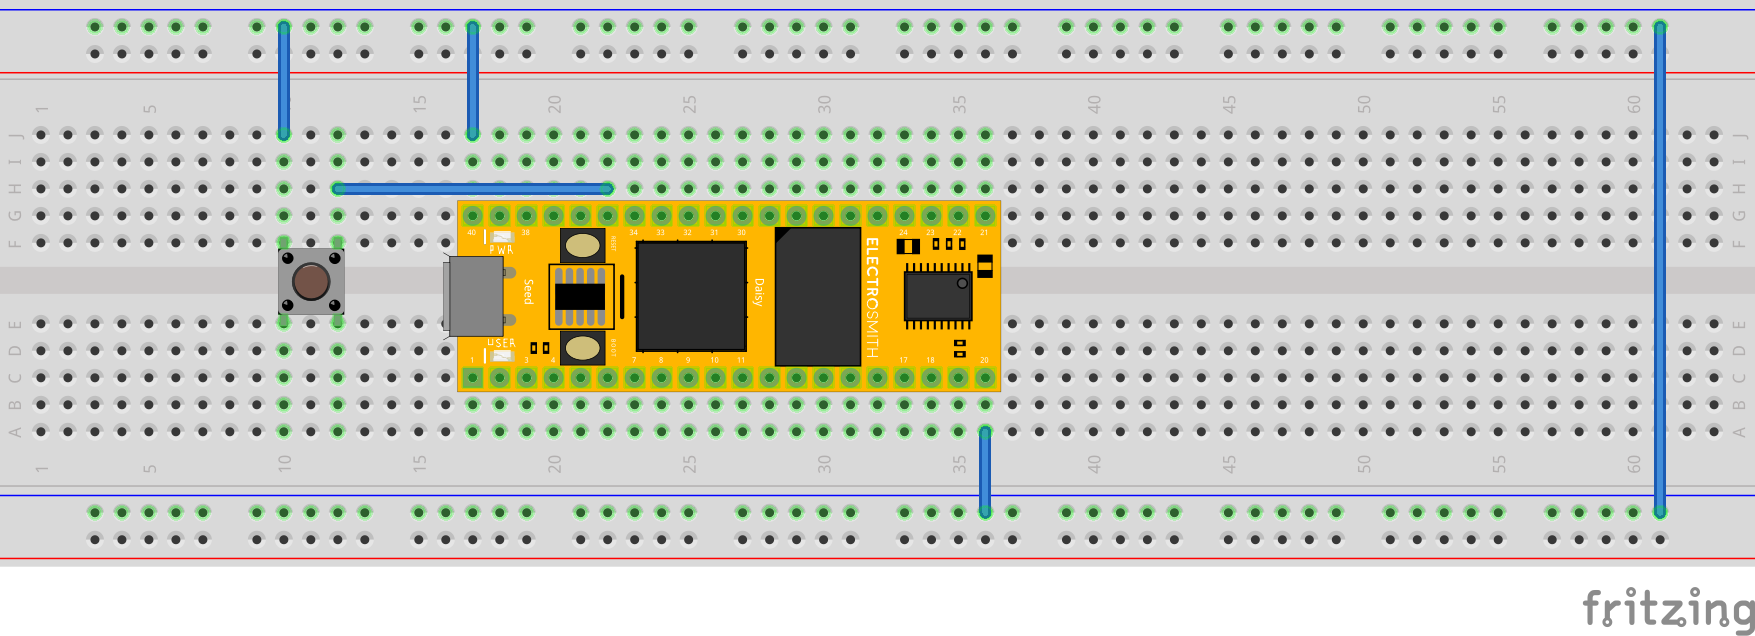 1 5 10 15 20 25 30 35 40 45 50 55 60
J J
I I
H H
G G
F F
40 38 34 33 32 31 30 24 23 22 21
PWR
RESET
Seed
Daisy
ELECTROSMITH
USER
BOOT
1 3 4 7 8 9 10 11 17 18 20
E E
D D
C C
B B
A A
1 5 10 15 20 25 30 35 40 45 50 55 60
fritzing